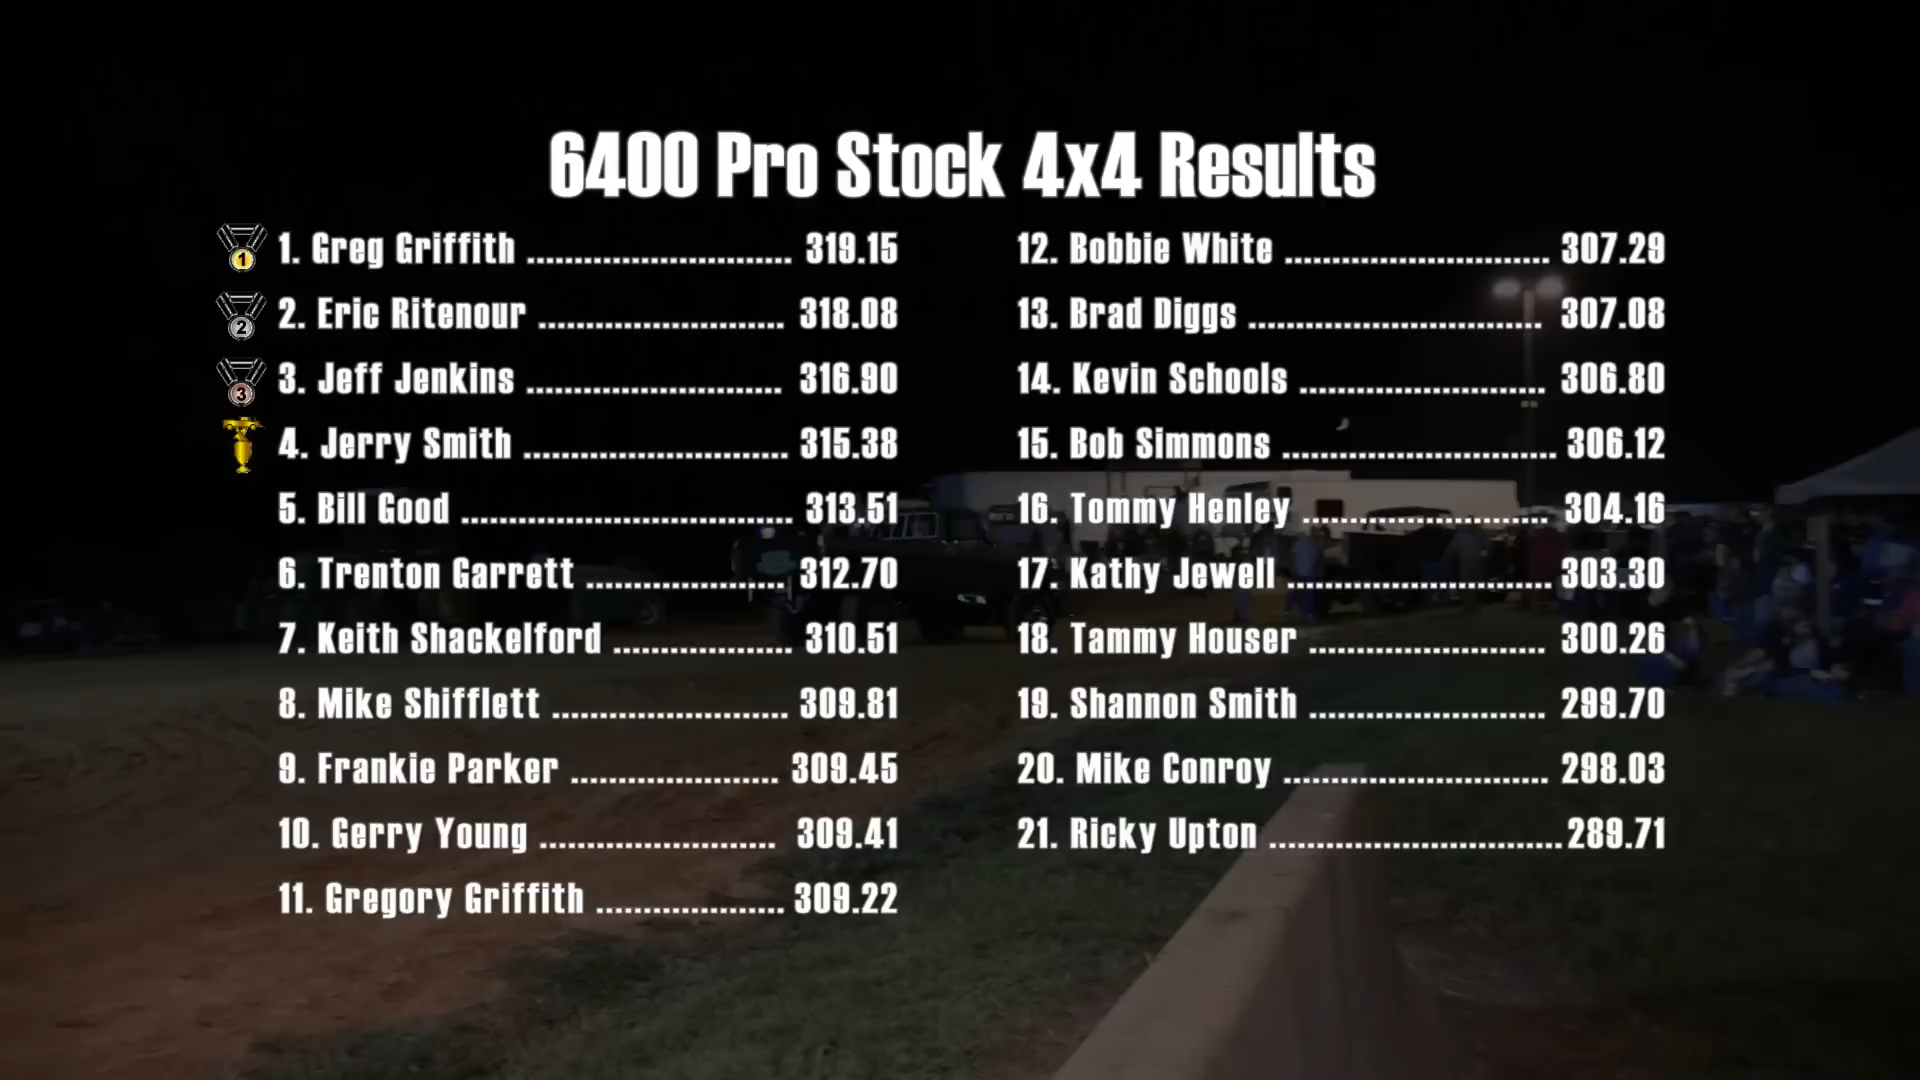 6400 Pro Stock 4x4 Results
1. Greg Griffith ........................... 319.15
2. Eric Ritenour ......................... 318.08
3. Jeff Jenkins .......................... 316.90
4. Jerry Smith ........................... 315.38
5. Bill Good .................................. 313.51
6. Trenton Garrett .................... 312.70
7. Keith Shackelford .................. 310.51
8. Mike Shifflett ........................ 309.81
9. Frankie Parker ..................... 309.45
10. Gerry Young ........................ 309.41
11. Gregory Griffith ................... 309.22
12. Bobbie White ........................... 307.29
13. Brad Diggs .............................. 307.08
14. Kevin Schools ......................... 306.80
15. Bob Simmons ............................ 306.12
16. Tommy Henley ......................... 304.16
17. Kathy Jewell ........................... 303.30
18. Tammy Houser ........................ 300.26
19. Shannon Smith ........................ 299.70
20. Mike Conroy ........................... 298.03
21. Ricky Upton ..............................289.71